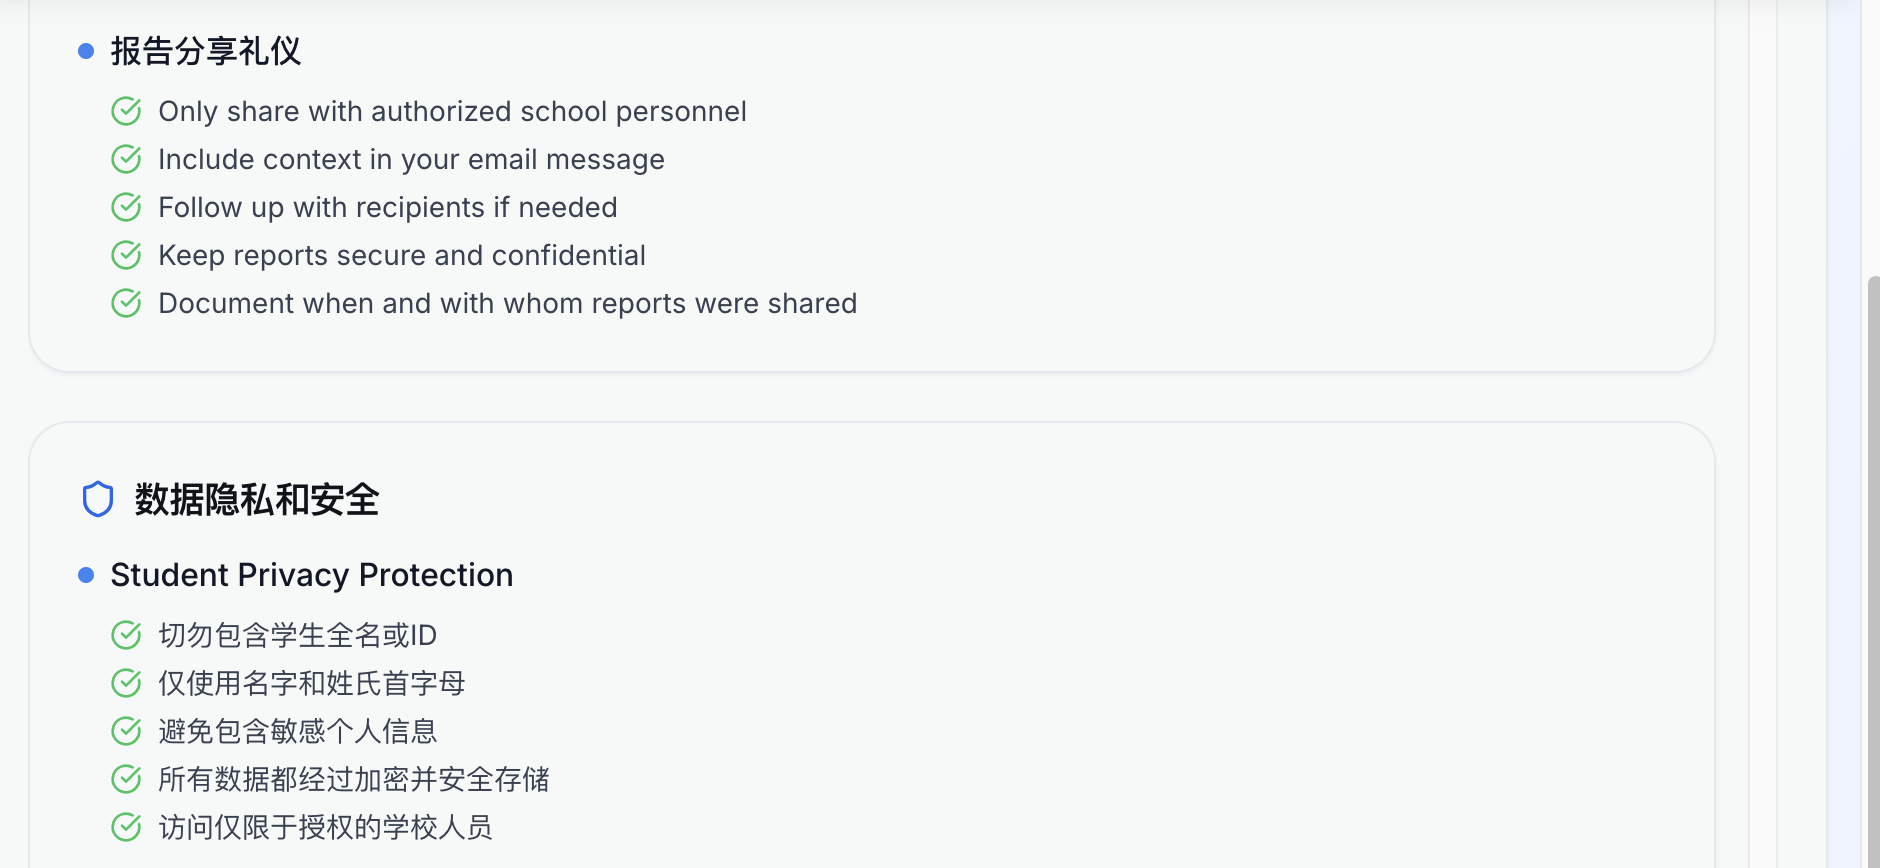 报告分享礼仪
Only share with authorized school personnel
Include context in your email message
Follow up with recipients if needed
Keep reports secure and confidential
Document when and with whom reports were shared
数据隐私和安全
Student Privacy Protection
切勿包含学生全名或ID
仅使用名字和姓氏首字母
避免包含敏感个人信息
所有数据都经过加密并安全存储
访问仅限于授权的学校人员